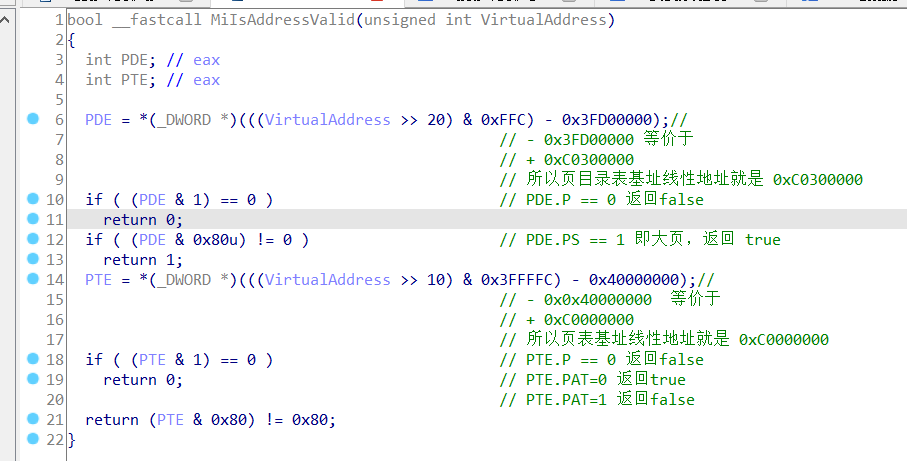 1 bool __fastcall MiIsAddressValid(unsigned int VirtualAddress)
2 {
3   int PDE; // eax
4   int PTE; // eax
5
6   PDE = *(_DWORD *)(((VirtualAddress >> 20) & 0xFFC) - 0x3FD00000);//
7                                                 // - 0x3FD00000 等价于
8                                                 // + 0xC0300000
9                                                 // 所以页目录表基址线性地址就是 0xC0300000
10   if ( (PDE & 1) == 0 )                         // PDE.P == 0 返回false
11     return 0;
12   if ( (PDE & 0x80u) != 0 )                     // PDE.PS == 1 即大页，返回 true
13     return 1;
14   PTE = *(_DWORD *)(((VirtualAddress >> 10) & 0x3FFFFC) - 0x40000000);//
15                                                 // - 0x0x40000000  等价于
16                                                 // + 0xC0000000
17                                                 // 所以页表基址线性地址就是 0xC0000000
18   if ( (PTE & 1) == 0 )                         // PTE.P == 0 返回false
19     return 0;                                   // PTE.PAT=0 返回true
20                                                 // PTE.PAT=1 返回false
21   return (PTE & 0x80) != 0x80;
22 }